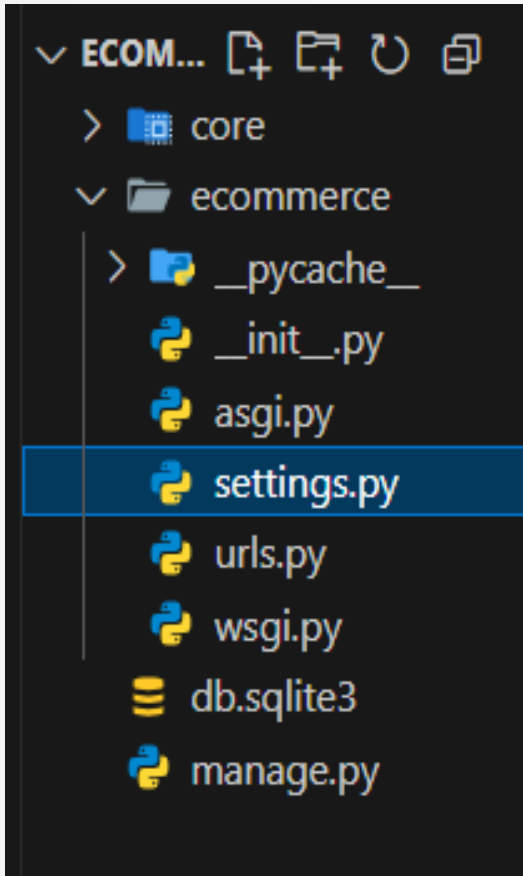 ECOM...
core
ecommerce
__pycache__
__init__.py
asgi.py
settings.py
urls.py
wsgi.py
db.sqlite3
manage.py